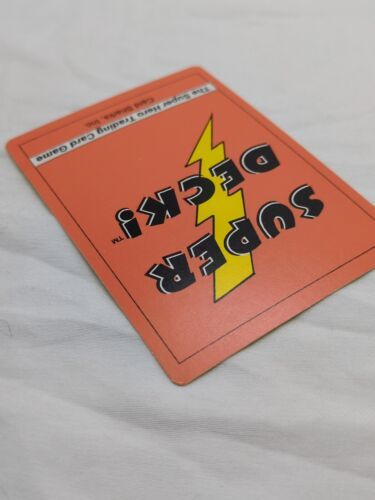 SUPER
DECK!™
The Super Hero Trading Card Game
Card Sharks, Inc.